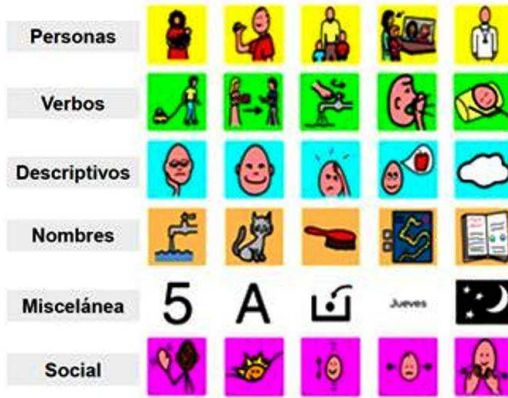 Personas
Verbos
Descriptivos
Nombres
Miscelánea
5 A Jueves
Social